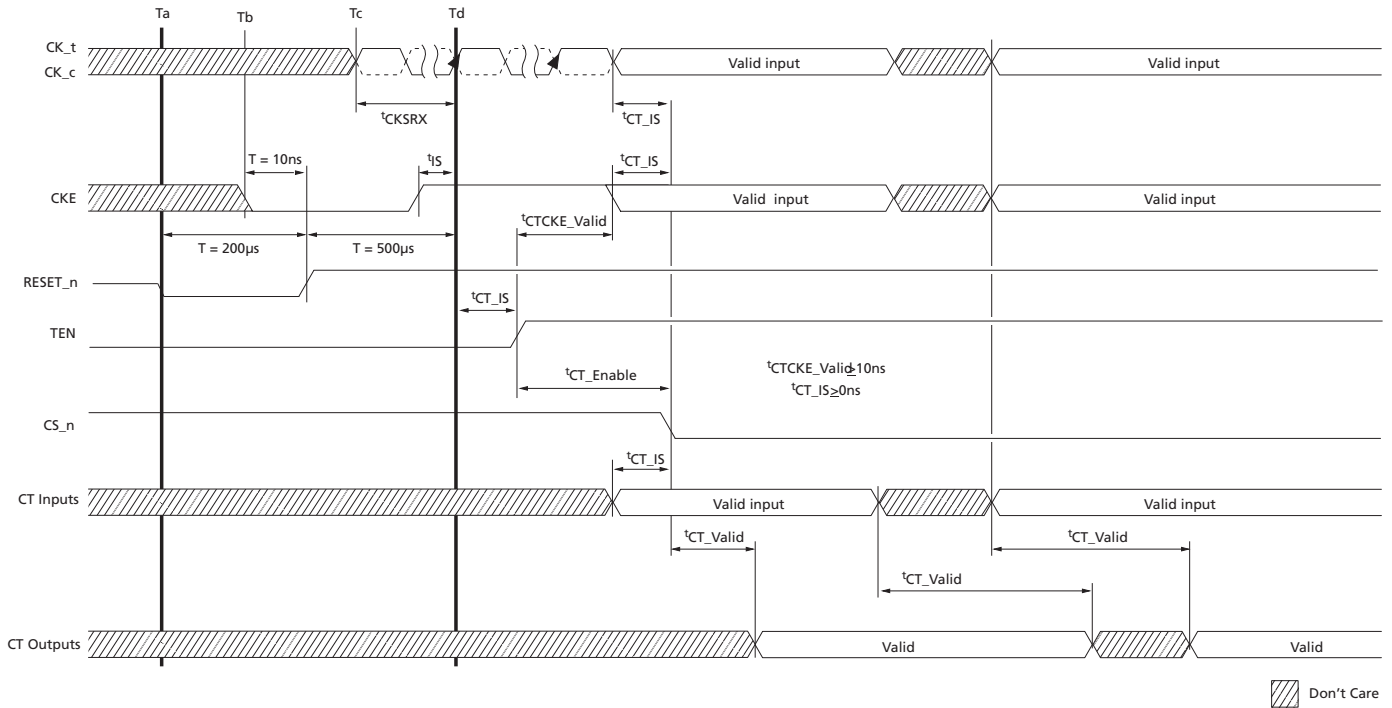 Ta
Tb
Tc
Td
CK_t
CK_c
Valid input
Valid input
tCKSRX
tCT_IS
T = 10ns
tIS
tCT_IS
CKE
Valid input
Valid input
tCTCKE_Valid
T = 200µs
T = 500µs
RESET_n
tCT_IS
TEN
tCT_Enable
tCTCKE_Valid≥10ns
tCT_IS≥0ns
CS_n
tCT_IS
CT Inputs
Valid input
Valid input
tCT_Valid
tCT_Valid
tCT_Valid
CT Outputs
Valid
Valid
Don't Care